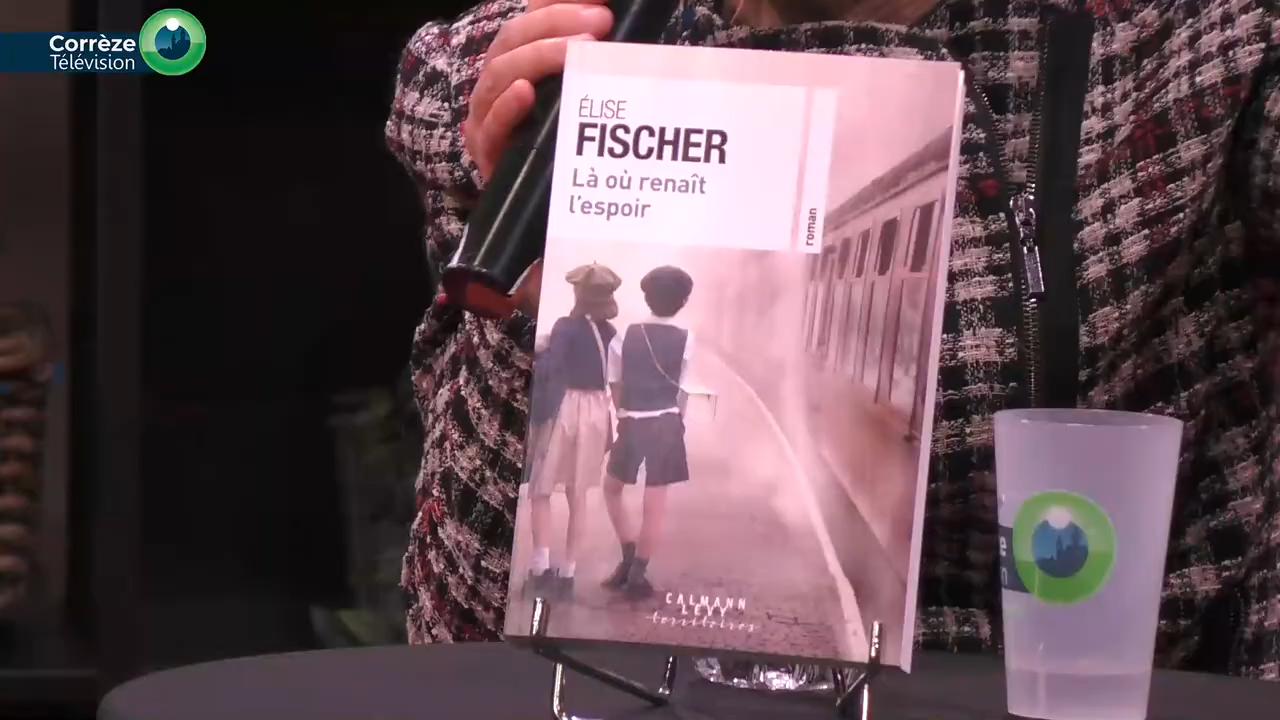 Corrèze
Télévision
ÉLISE
FISCHER
Là où renaît
l'espoir
roman
CALMANN
LÉVY
territoires
e
n